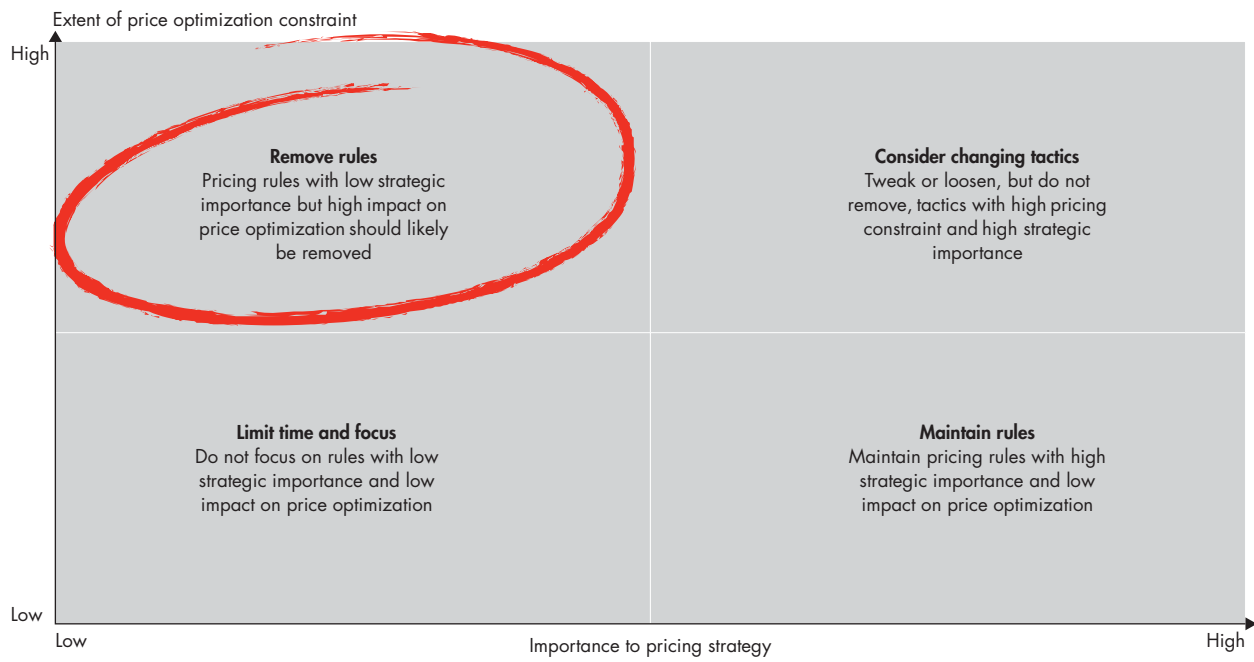 Extent of price optimization constraint
High
Remove rules
Pricing rules with low strategic
importance but high impact on
price optimization should likely
be removed
Consider changing tactics
Tweak or loosen, but do not
remove, tactics with high pricing
constraint and high strategic
importance
Limit time and focus
Do not focus on rules with low
strategic importance and low
impact on price optimization
Maintain rules
Maintain pricing rules with high
strategic importance and low
impact on price optimization
Low
Low
Importance to pricing strategy
High